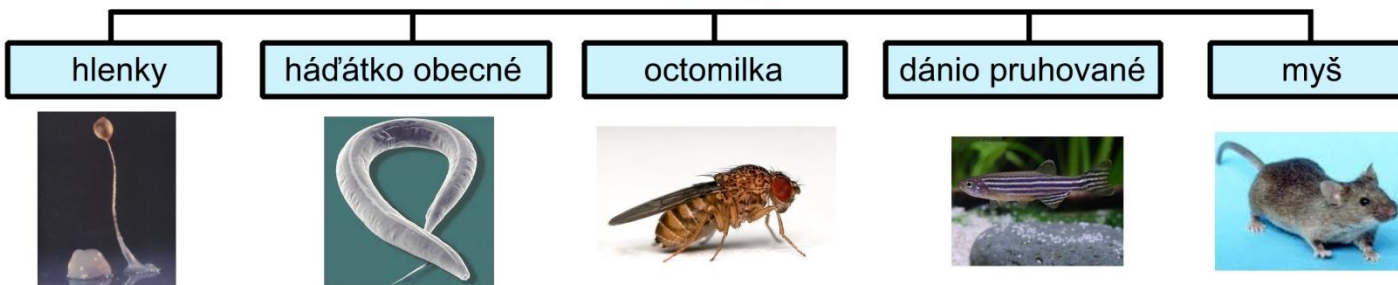 hlenky
háďátko obecné
octomilka
dánio pruhované
myš